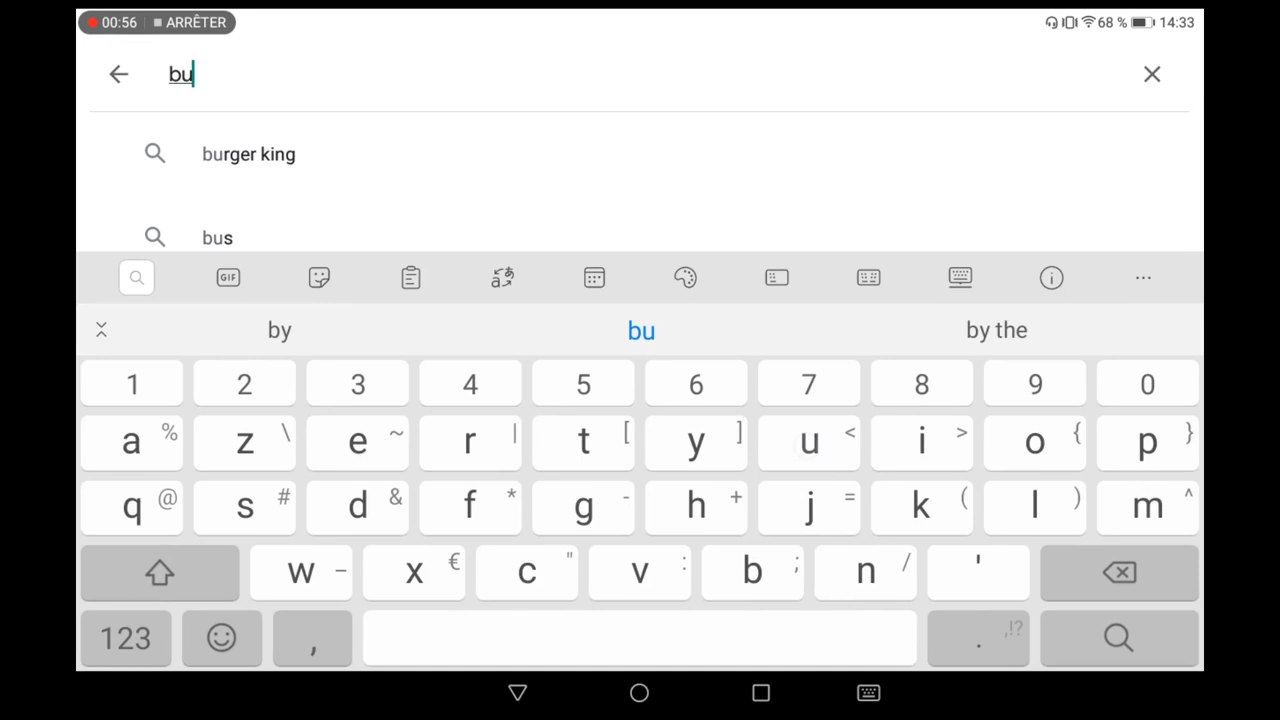 00:56 ARRÊTER 68 % 14:33
bu
burger king
bus
GIF
by bu by the
1 2 3 4 5 6 7 8 9 0
a % z \ e ~ r | t [ y ] u < i > o { p }
q @ s # d & f * g - h + j = k ( l ) m ^
w _ x € c " v : b ; n / '
123 , . ,!?